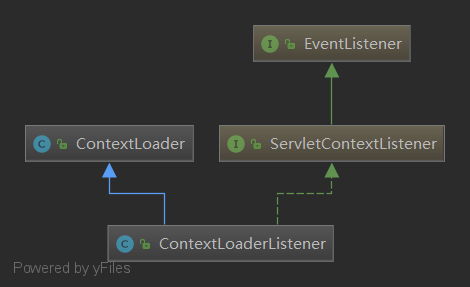 I EventListener
C ContextLoader
I ServletContextListener
C ContextLoaderListener
Powered by yFiles